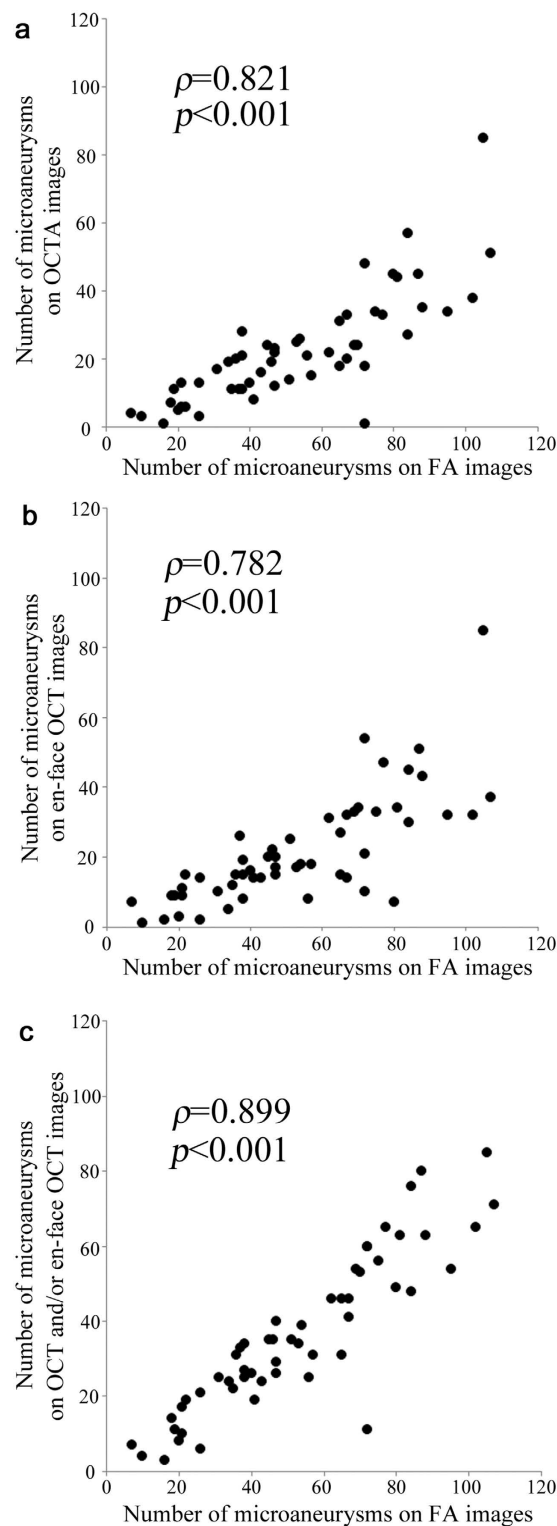 a
120
100
80
60
40
20
0
ρ=0.821
p<0.001
Number of microaneurysms
on OCTA images
0 20 40 60 80 100 120
Number of microaneurysms on FA images
b
120
100
80
60
40
20
0
ρ=0.782
p<0.001
Number of microaneurysms
on en-face OCT images
0 20 40 60 80 100 120
Number of microaneurysms on FA images
c
120
100
80
60
40
20
0
ρ=0.899
p<0.001
Number of microaneurysms
on OCT and/or en-face OCT images
0 20 40 60 80 100 120
Number of microaneurysms on FA images